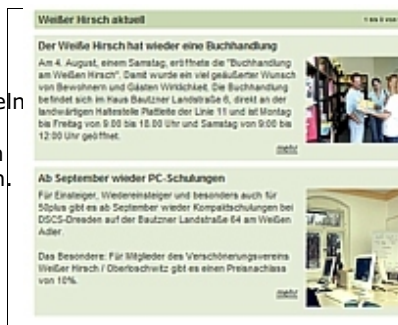 Weißer Hirsch aktuell
Der Weiße Hirsch hat wieder eine Buchhandlung
Am 4. August, einem Samstag, eröffnete die "Buchhandlung
am Weißen Hirsch". Damit wurde ein viel geäußerter Wunsch
von Bewohnern und Gästen Wirklichkeit. Die Buchhandlung
befindet sich im Haus Bautzner Landstraße 6, direkt an der
landwärtigen Haltestelle Plattleite der Linie 11 und ist Montag
bis Freitag von 9.00 bis 18.00 Uhr und Samstag von 9:00 bis
12:00 Uhr geöffnet.
mehr
Ab September wieder PC-Schulungen
Für Einsteiger, Wiedereinsteiger und besonders auch für
50plus gibt es ab September wieder Kompaktschulungen bei
DSCS-Dresden auf der Bautzner Landstraße 64 am Weißen
Adler.
Das Besondere: Für Mitglieder des Verschönerungsvereins
Weißer Hirsch / Oberloschwitz gibt es einen Preisnachlass
von 10%.
mehr
eln
n.